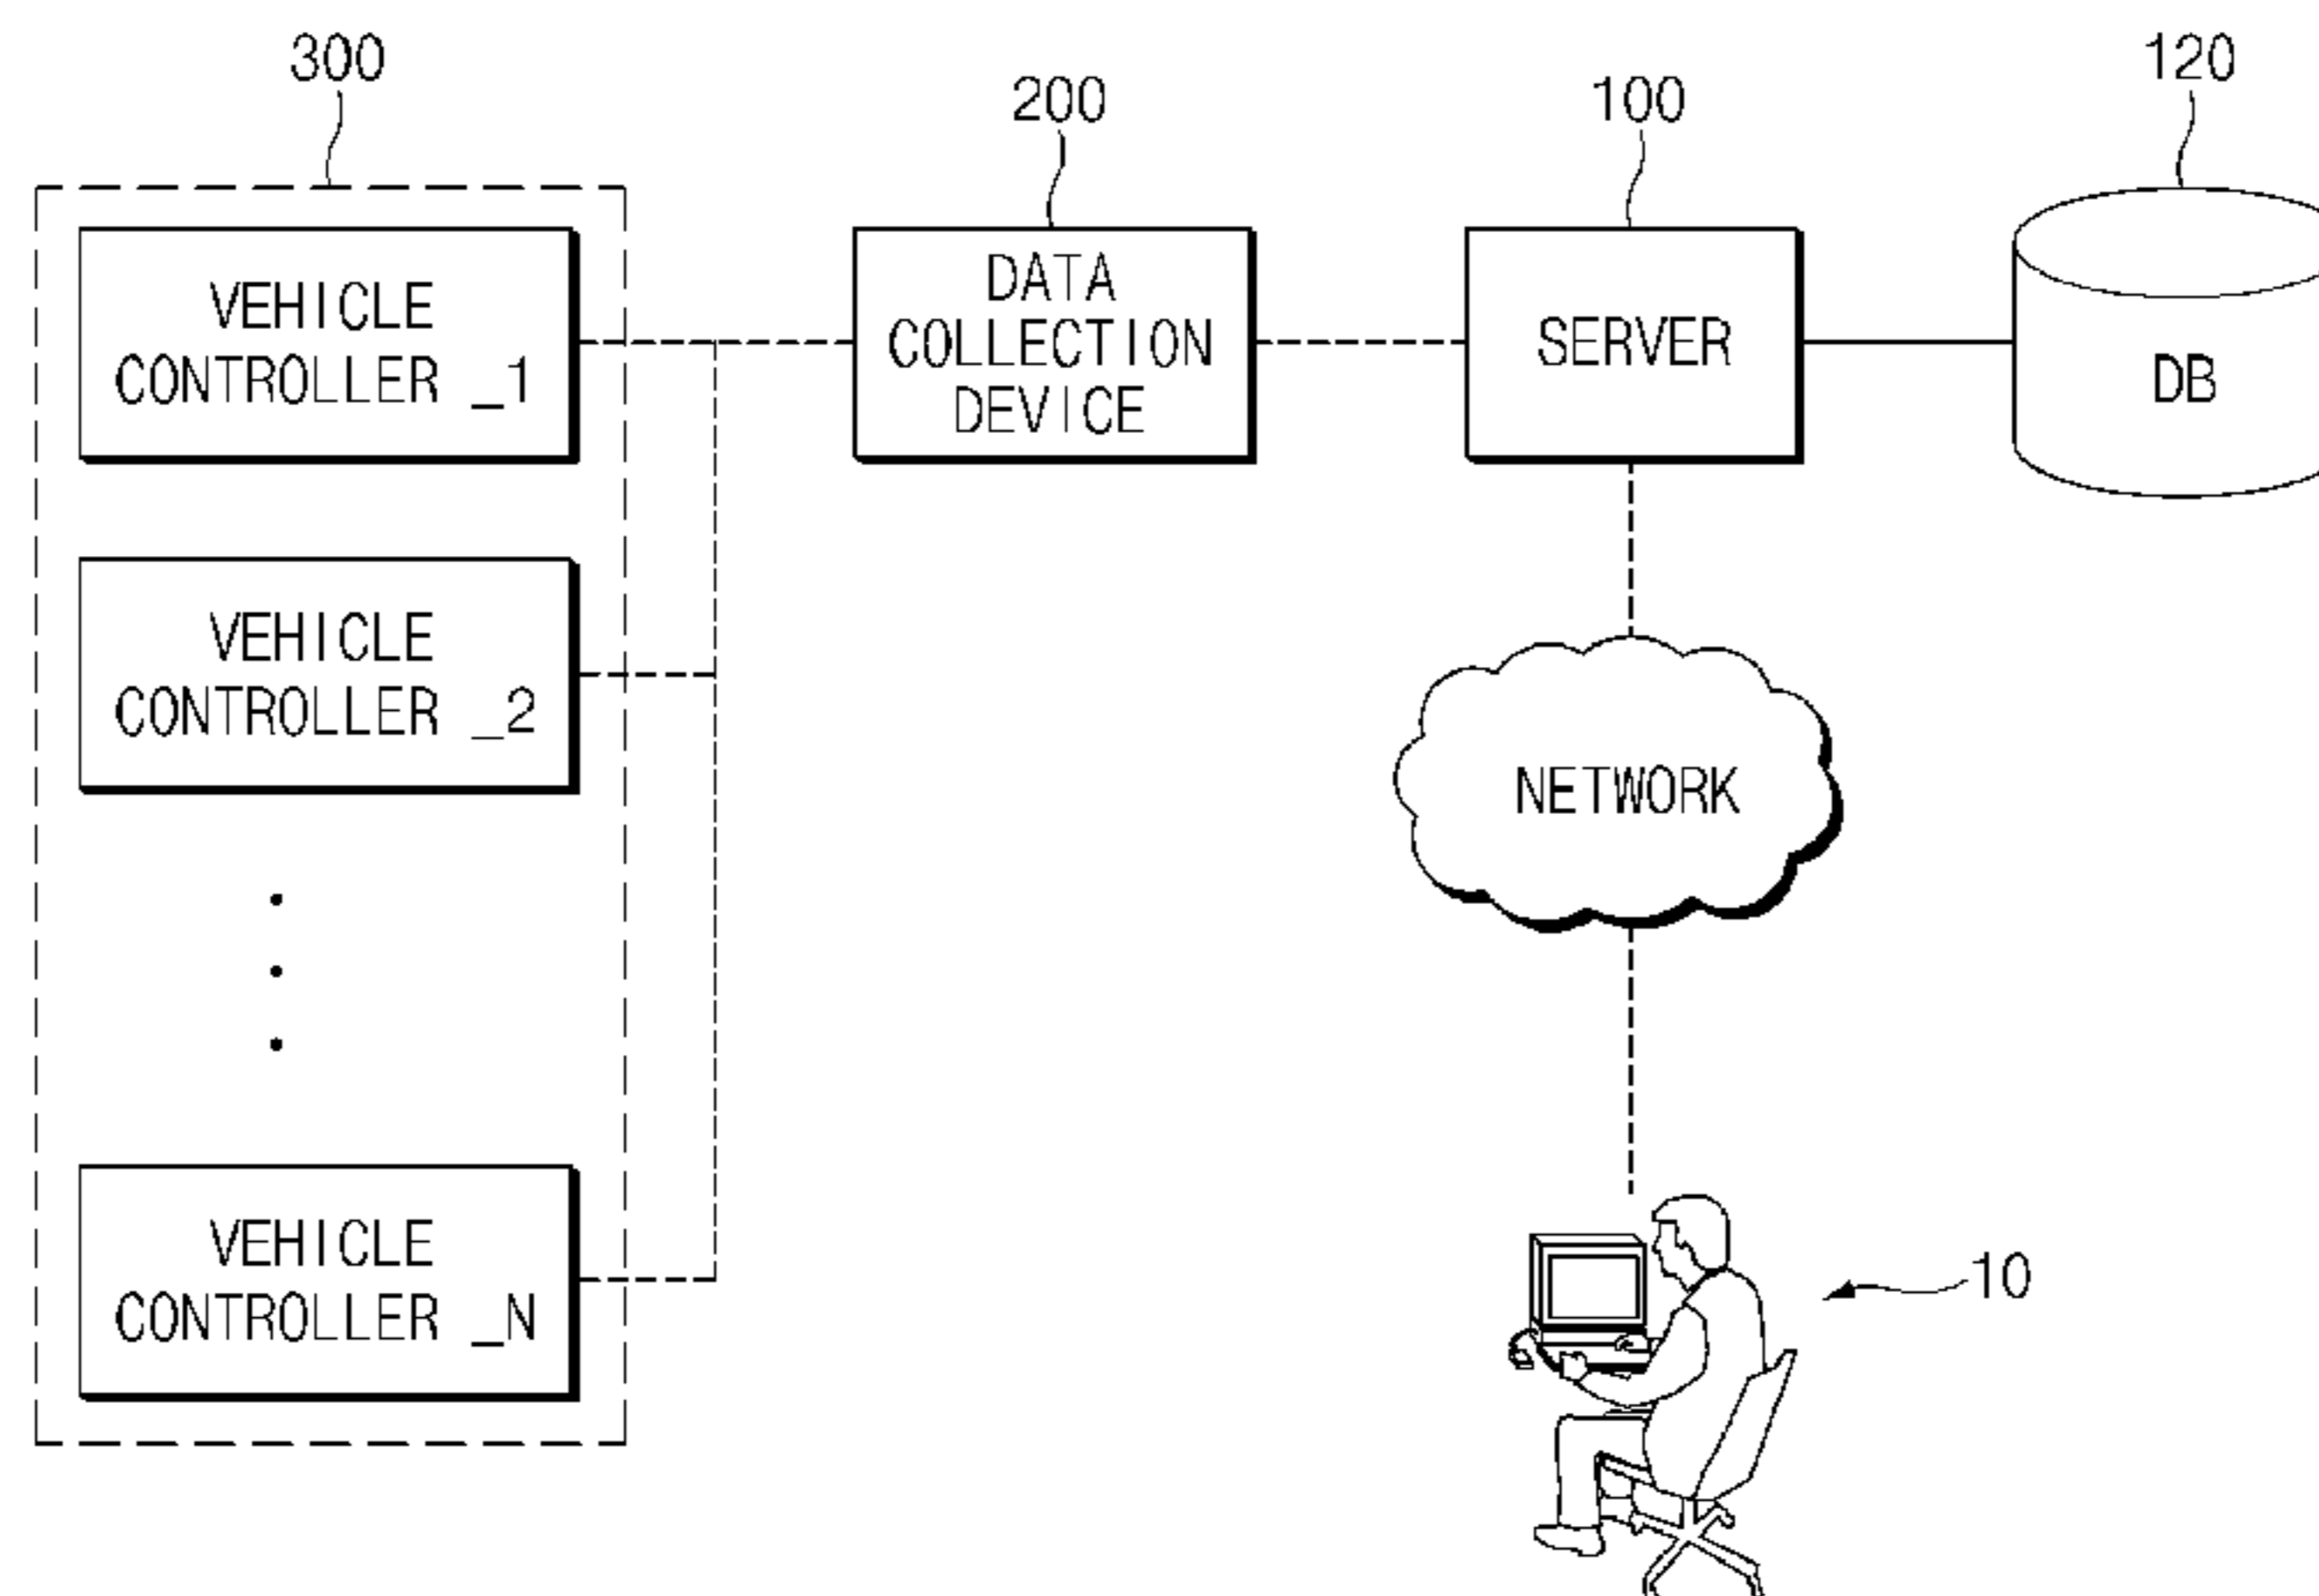 300
200
100
120
VEHICLE
CONTROLLER _1
DATA
COLLECTION
DEVICE
SERVER
DB
VEHICLE
CONTROLLER _2
NETWORK
VEHICLE
CONTROLLER _N
10